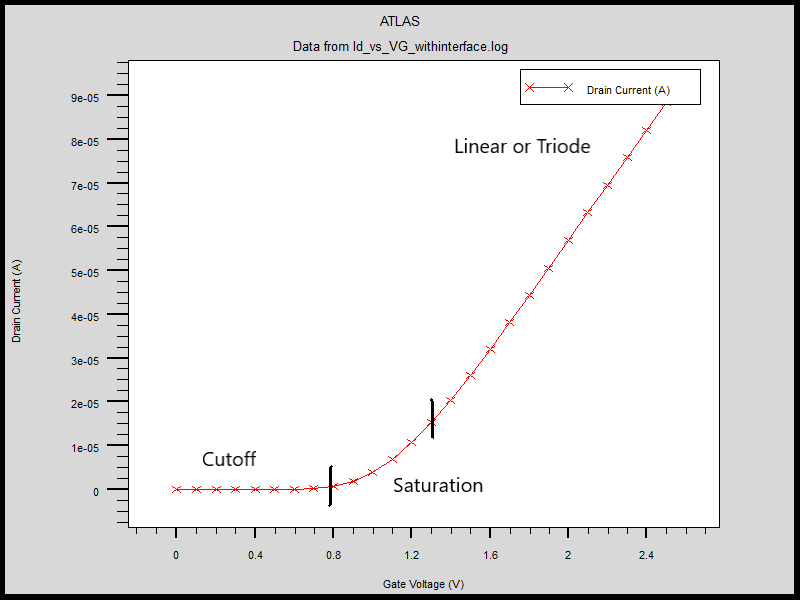 ATLAS
Data from Id_vs_VG_withinterface.log
Drain Current (A)
9e-05
8e-05
7e-05
6e-05
5e-05
4e-05
3e-05
2e-05
1e-05
0
Drain Current (A)
Linear or Triode
Cutoff
Saturation
0 0.4 0.8 1.2 1.6 2 2.4
Gate Voltage (V)